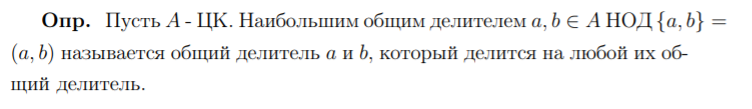 Опр. Пусть A - ЦК. Наибольшим общим делителем a, b ∈ A НОД {a, b} =
(a, b) называется общий делитель a и b, который делится на любой их об-
щий делитель.